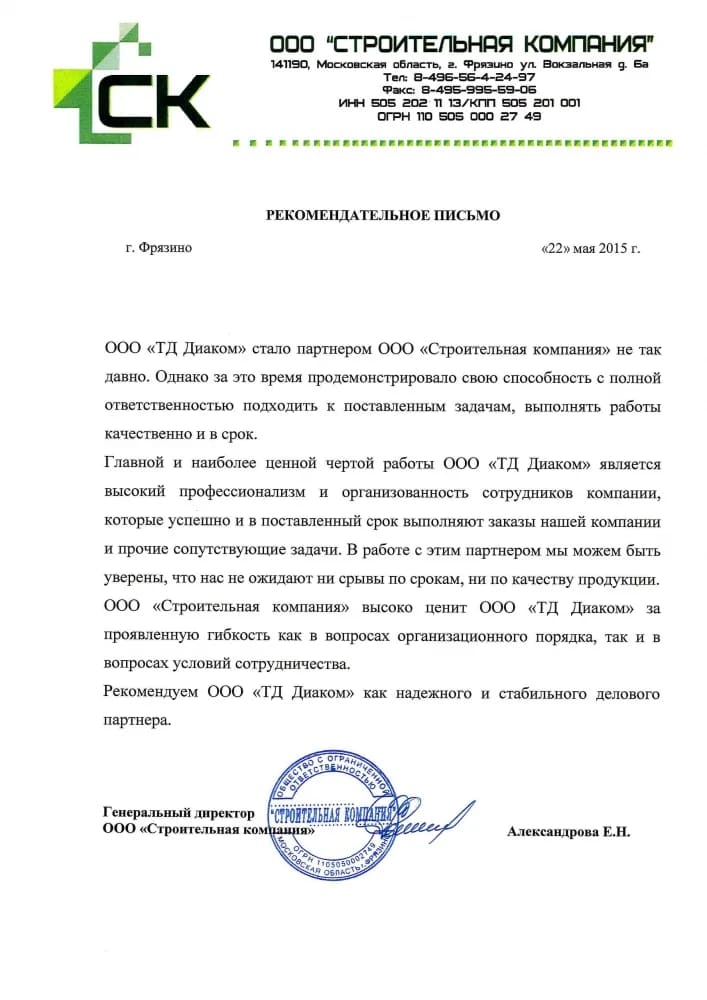 СК
ООО "СТРОИТЕЛЬНАЯ КОМПАНИЯ"
141190, Московская область, г. Фрязино ул. Вокзальная д. 6а
Тел: 8-496-56-4-24-97
Факс: 8-495-995-59-06
ИНН 505 202 11 13/КПП 505 201 001
ОГРН 110 505 000 27 49
РЕКОМЕНДАТЕЛЬНОЕ ПИСЬМО
г. Фрязино «22» мая 2015 г.
ООО «ТД Диаком» стало партнером ООО «Строительная компания» не так
давно. Однако за это время продемонстрировало свою способность с полной
ответственностью подходить к поставленным задачам, выполнять работы
качественно и в срок.
Главной и наиболее ценной чертой работы ООО «ТД Диаком» является
высокий профессионализм и организованность сотрудников компании,
которые успешно и в поставленный срок выполняют заказы нашей компании
и прочие сопутствующие задачи. В работе с этим партнером мы можем быть
уверены, что нас не ожидают ни срывы по срокам, ни по качеству продукции.
ООО «Строительная компания» высоко ценит ООО «ТД Диаком» за
проявленную гибкость как в вопросах организационного порядка, так и в
вопросах условий сотрудничества.
Рекомендуем ООО «ТД Диаком» как надежного и стабильного делового
партнера.
ОБЩЕСТВО С ОГРАНИЧЕННОЙ
ОТВЕТСТВЕННОСТЬЮ
"СТРОИТЕЛЬНАЯ КОМПАНИЯ"
ОГРН 1105050002749
МОСКОВСКАЯ ОБЛАСТЬ, г.ФРЯЗИНО
Генеральный директор
ООО «Строительная компания» Александрова Е.Н.